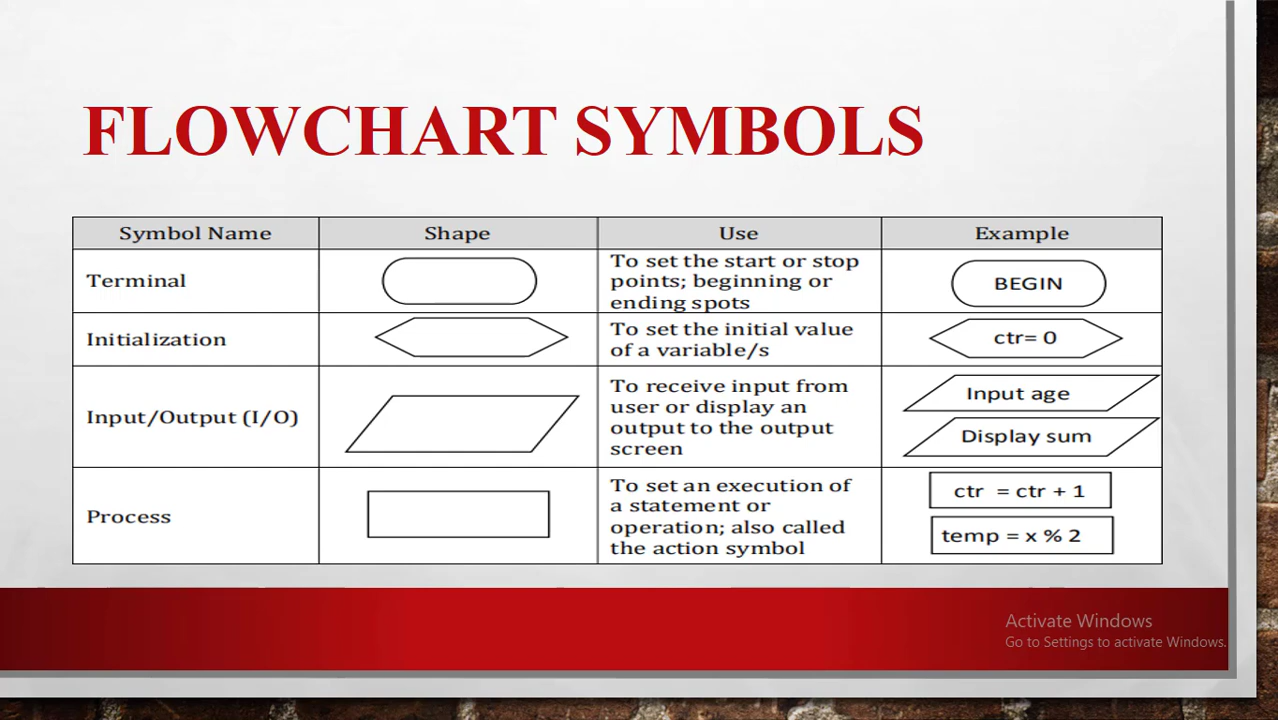 FLOWCHART SYMBOLS
Symbol Name Shape Use Example
Terminal
To set the start or stop
points; beginning or
ending spots
BEGIN
Initialization
To set the initial value
of a variable/s
ctr= 0
Input/Output (I/O)
To receive input from
user or display an
output to the output
screen
Input age
Display sum
Process
To set an execution of
a statement or
operation; also called
the action symbol
ctr = ctr + 1
temp = x % 2
Activate Windows
Go to Settings to activate Windows.